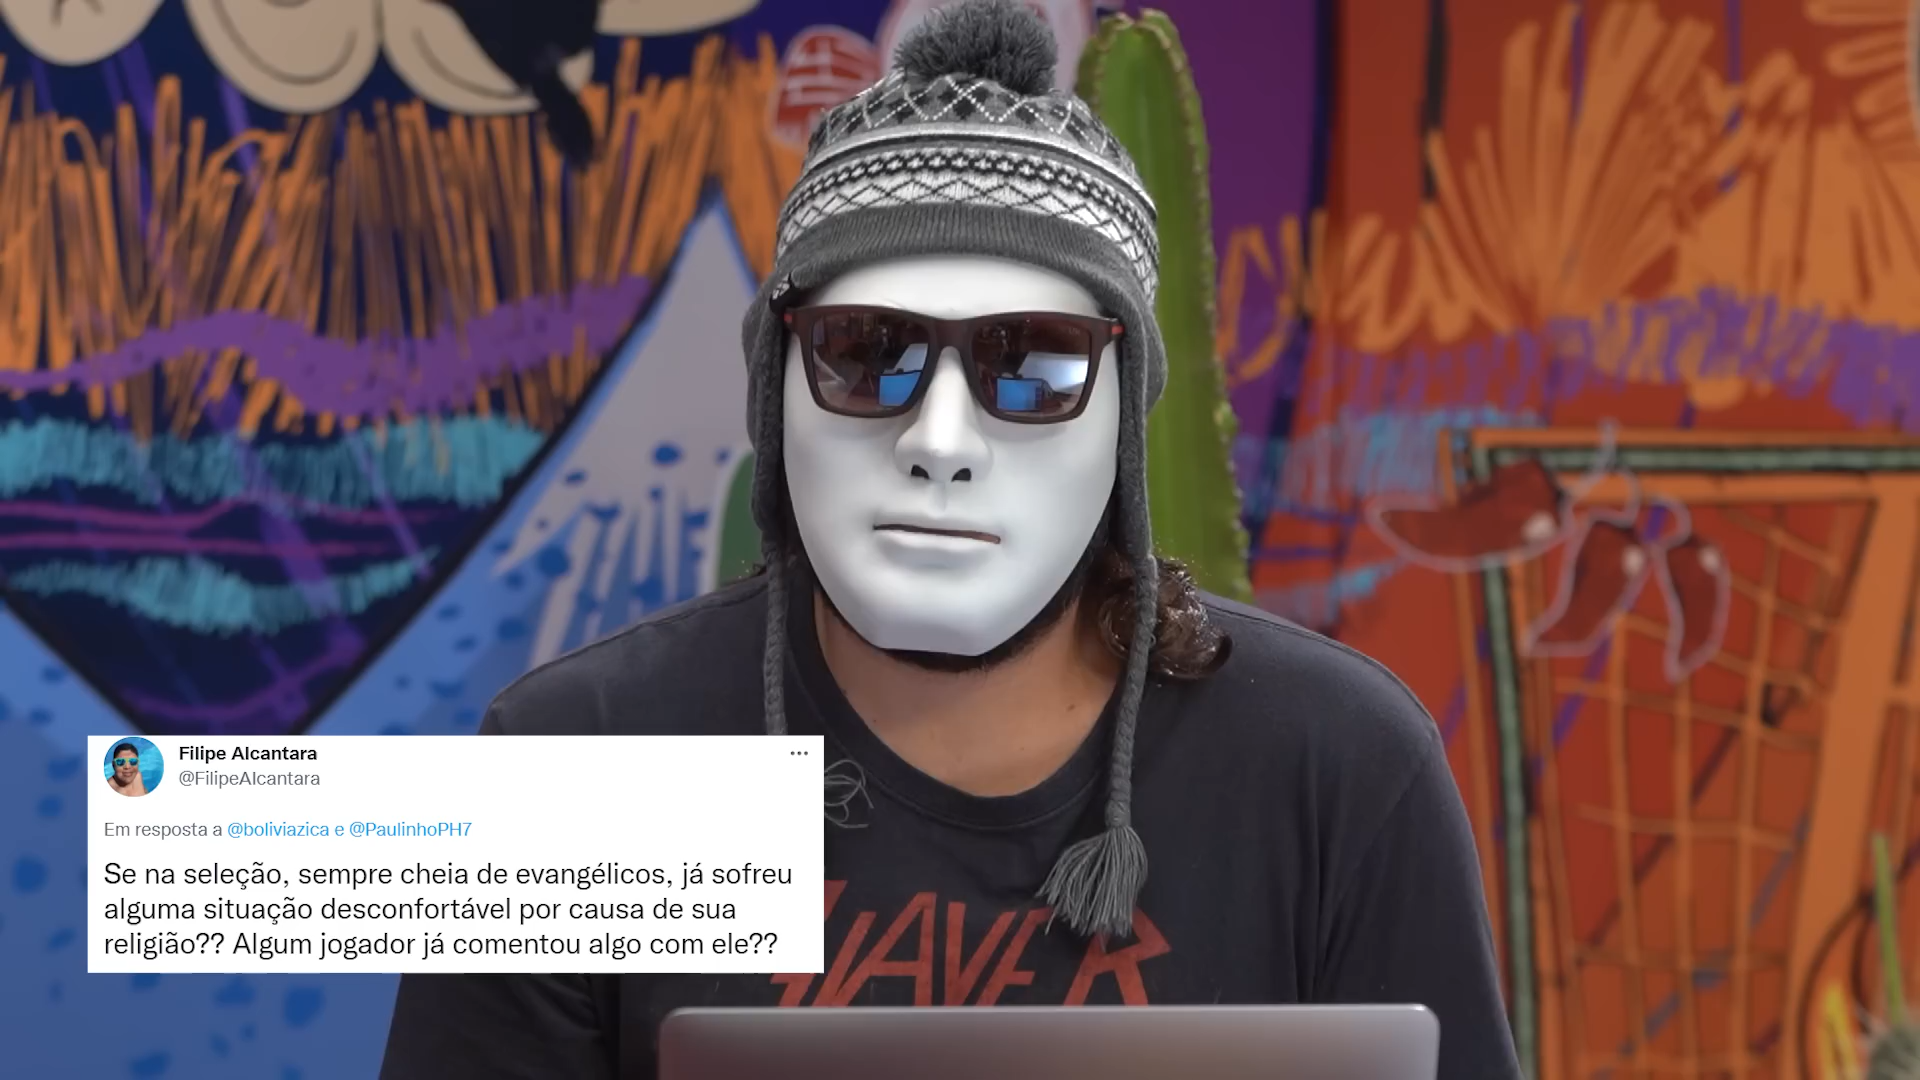 Filipe Alcantara
@FilipeAlcantara
Em resposta a @boliviazica e @PaulinhoPH7
Se na seleção, sempre cheia de evangélicos, já sofreu
alguma situação desconfortável por causa de sua
religião?? Algum jogador já comentou algo com ele??
SLAYER